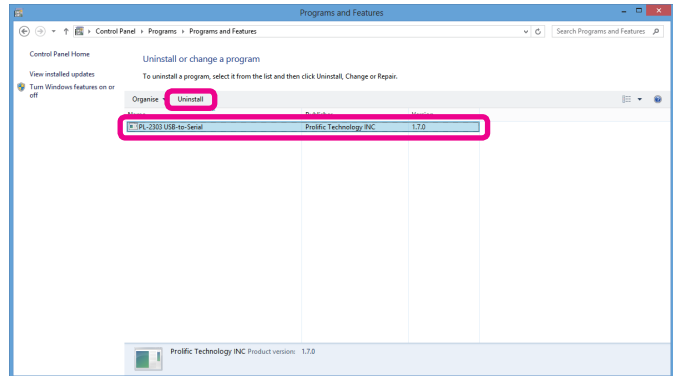 Programs and Features
Control Panel Programs Programs and Features
Search Programs and Features
Control Panel Home
Uninstall or change a program
View installed updates
To uninstall a program, select it from the list and then click Uninstall, Change or Repair.
Turn Windows features on or
off
Organise Uninstall
PL-2303 USB-to-Serial Prolific Technology INC 1.7.0
Prolific Technology INC Product version: 1.7.0